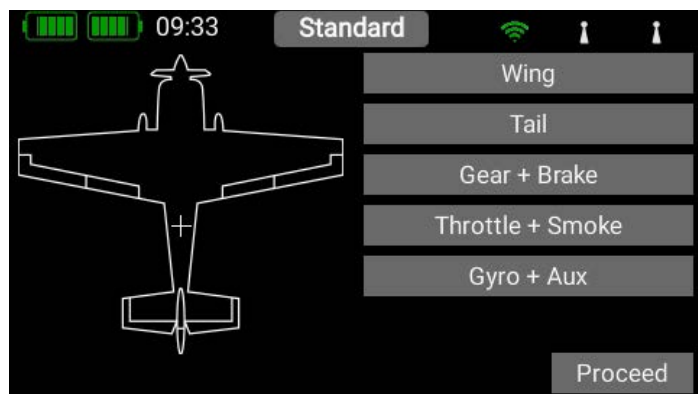 09:33 Standard
Wing
Tail
Gear + Brake
Throttle + Smoke
Gyro + Aux
Proceed